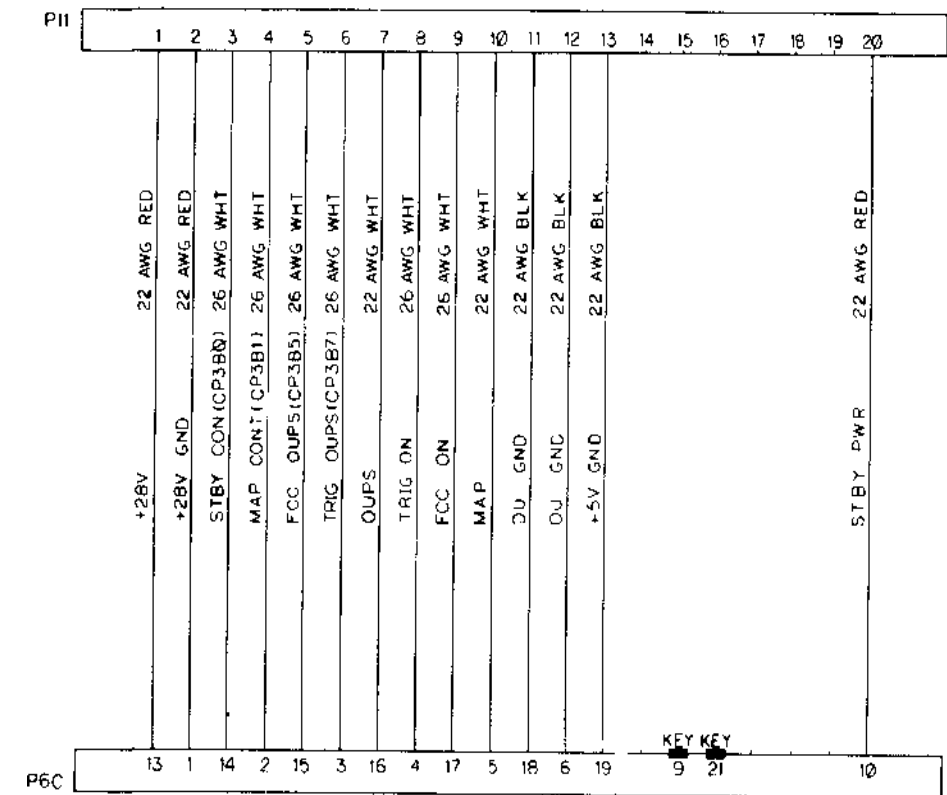 P11
1 2 3 4 5 6 7 8 9 10 11 12 13 14 15 16 17 18 19 20
+28V 22 AWG RED
+28V GND 22 AWG RED
STBY CON(CP3B0) 26 AWG WHT
MAP CONT(CP3B1) 26 AWG WHT
FCC OUPS(CP3B5) 26 AWG WHT
TRIG OUPS(CP3B7) 26 AWG WHT
OUPS 22 AWG WHT
TRIG ON 26 AWG WHT
FCC ON 26 AWG WHT
MAP 22 AWG WHT
OU GND 22 AWG BLK
OU GND 22 AWG BLK
+5V GND 22 AWG BLK
STBY PWR 22 AWG RED
KEY KEY
13 1 14 2 15 3 16 4 17 5 18 6 19 9 21 10
P6C